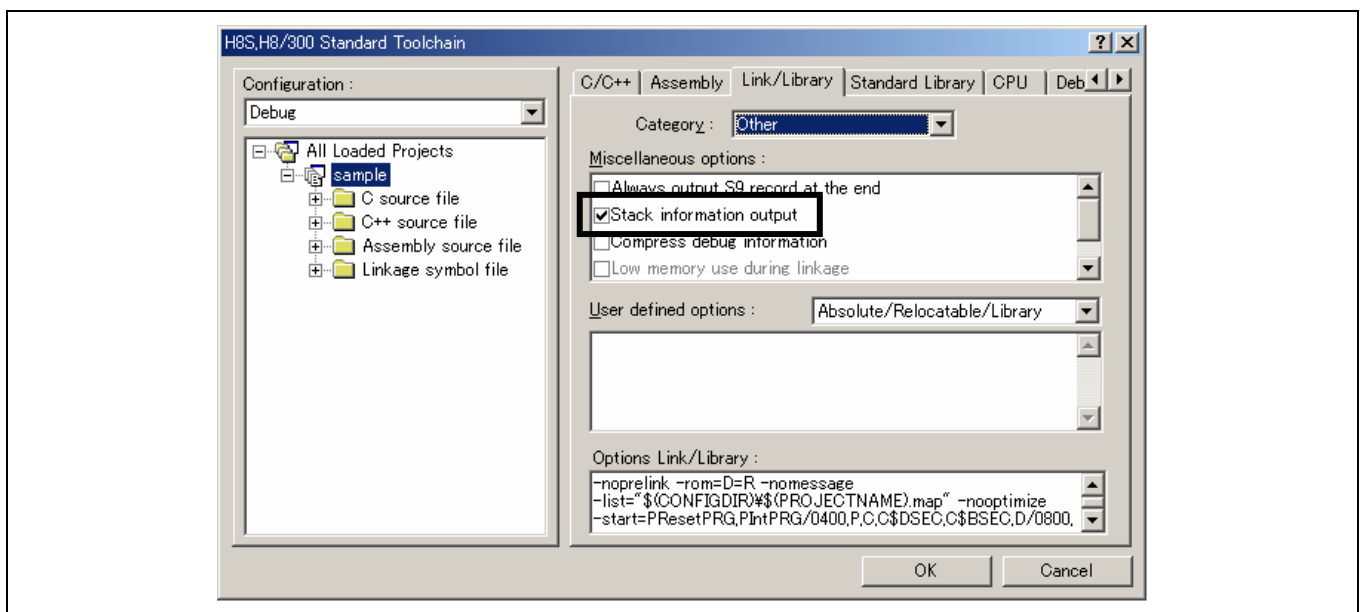 H8S,H8/300 Standard Toolchain
Configuration :
Debug
All Loaded Projects
sample
C source file
C++ source file
Assembly source file
Linkage symbol file
C/C++ Assembly Link/Library Standard Library CPU Deb
Category : Other
Miscellaneous options :
Always output S9 record at the end
Stack information output
Compress debug information
Low memory use during linkage
User defined options : Absolute/Relocatable/Library
Options Link/Library :
-noprelink -rom=D=R -nomessage
-list="$(CONFIGDIR)¥$(PROJECTNAME).map" -nooptimize
-start=PResetPRG,PIntPRG/0400,P,C,C$DSEC,C$BSEC,D/0800,
OK Cancel